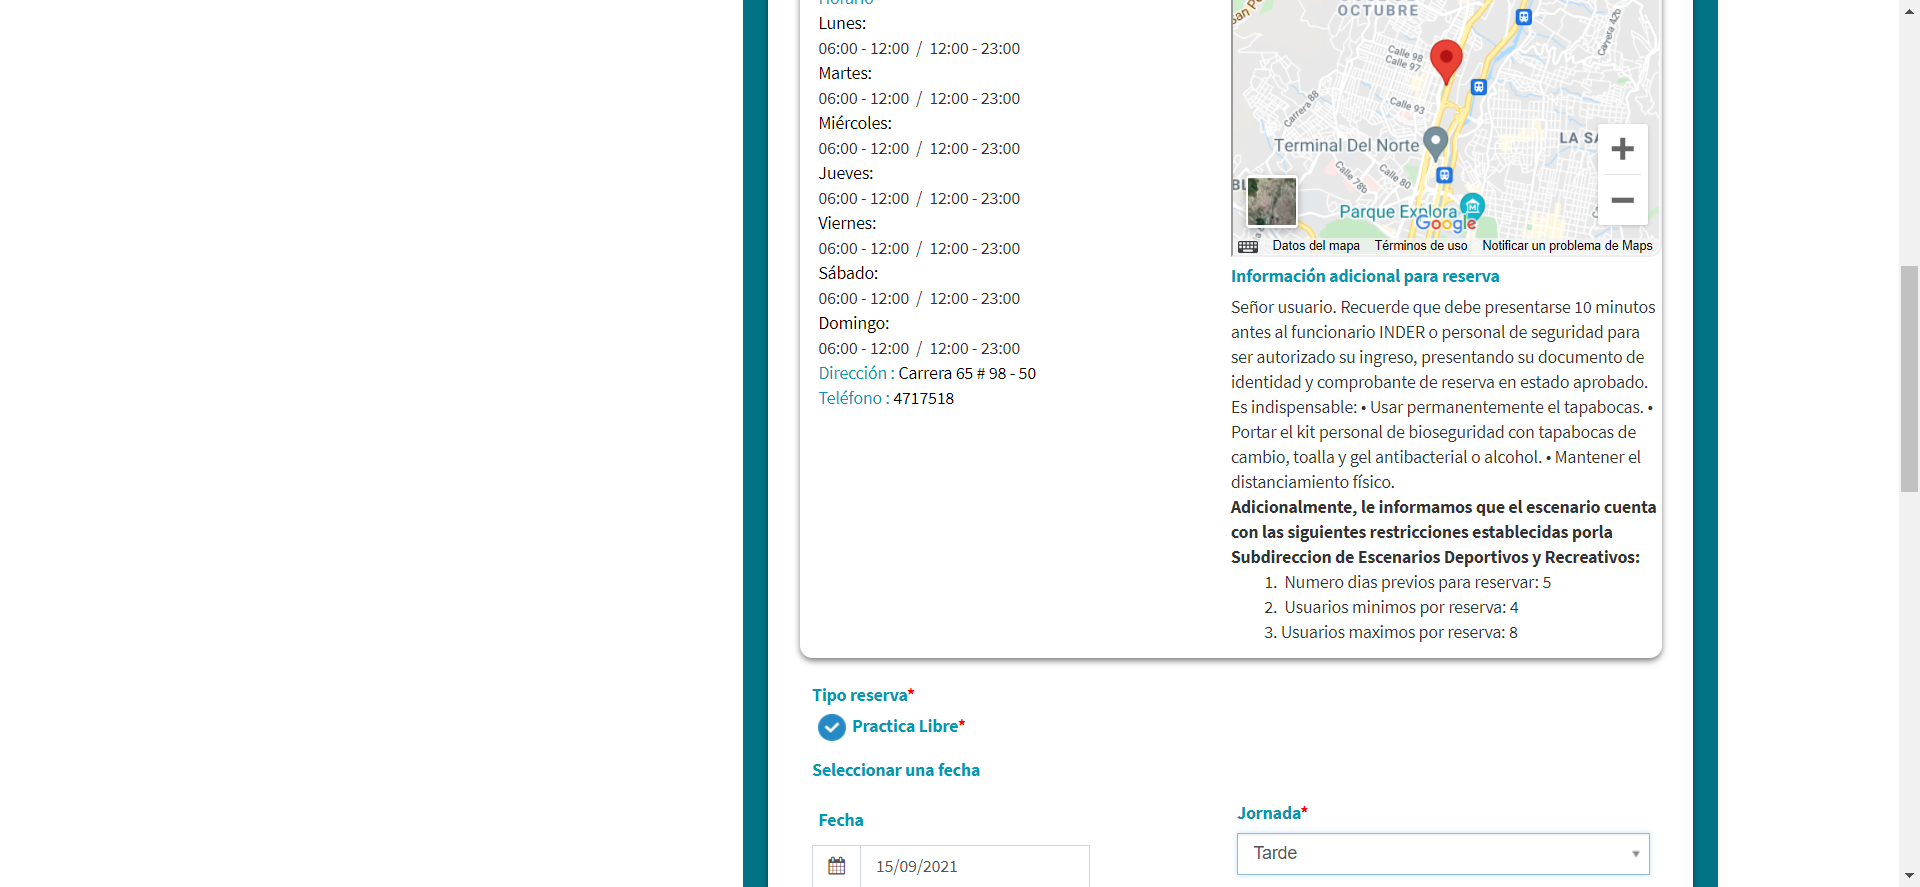 Horario
Lunes:
06:00 - 12:00 / 12:00 - 23:00
Martes:
06:00 - 12:00 / 12:00 - 23:00
Miércoles:
06:00 - 12:00 / 12:00 - 23:00
Jueves:
06:00 - 12:00 / 12:00 - 23:00
Viernes:
06:00 - 12:00 / 12:00 - 23:00
Sábado:
06:00 - 12:00 / 12:00 - 23:00
Domingo:
06:00 - 12:00 / 12:00 - 23:00
Dirección : Carrera 65 # 98 - 50
Teléfono : 4717518
OCTUBRE
Carrera 42b
Calle 98
Calle 97
Carrera 88
Calle 93
Terminal Del Norte
LA SA
Calle 78b
Calle 80
Parque Explora
Google
Datos del mapa
Términos de uso
Notificar un problema de Maps
Información adicional para reserva
Señor usuario. Recuerde que debe presentarse 10 minutos
antes al funcionario INDER o personal de seguridad para
ser autorizado su ingreso, presentando su documento de
identidad y comprobante de reserva en estado aprobado.
Es indispensable: • Usar permanentemente el tapabocas. •
Portar el kit personal de bioseguridad con tapabocas de
cambio, toalla y gel antibacterial o alcohol. • Mantener el
distanciamiento físico.
Adicionalmente, le informamos que el escenario cuenta
con las siguientes restricciones establecidas porla
Subdireccion de Escenarios Deportivos y Recreativos:
1. Numero dias previos para reservar: 5
2. Usuarios minimos por reserva: 4
3. Usuarios maximos por reserva: 8
Tipo reserva*
Practica Libre*
Seleccionar una fecha
Fecha
15/09/2021
Jornada*
Tarde